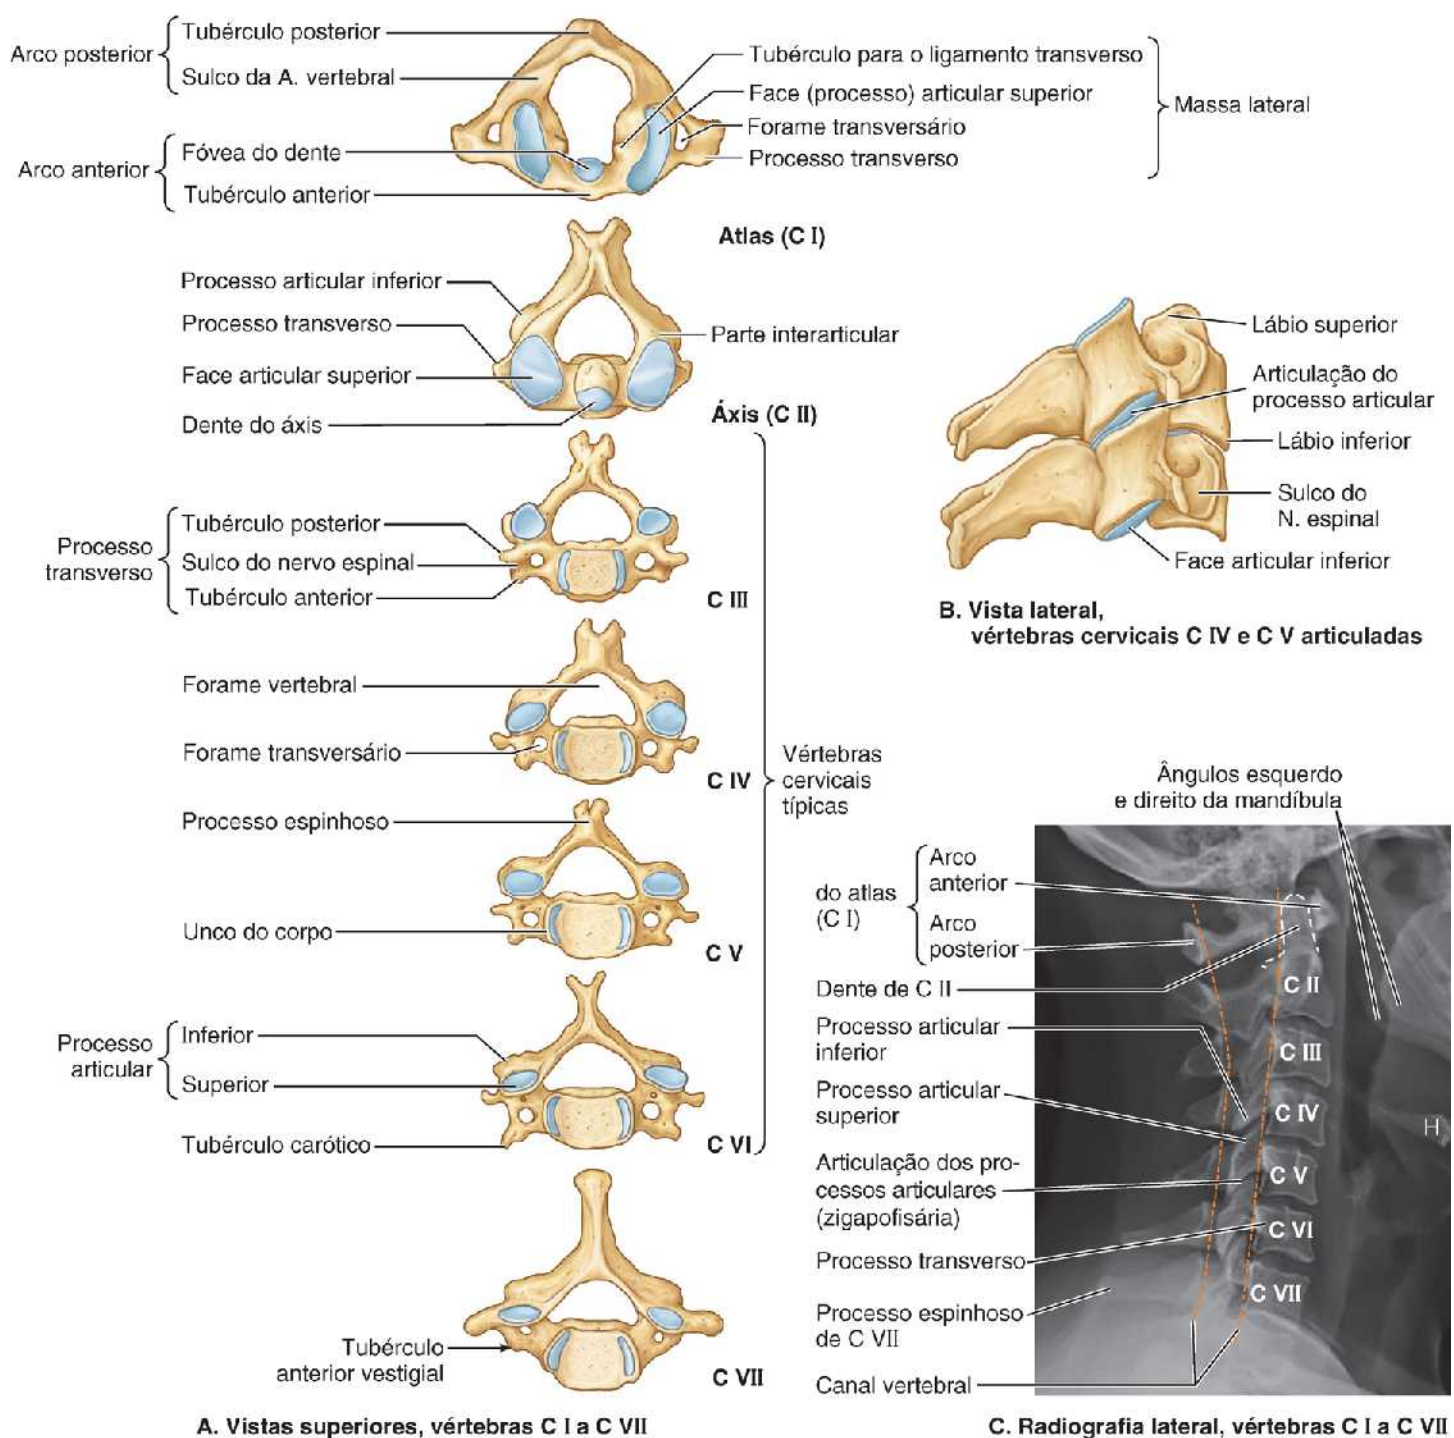 Arco posterior
Tubérculo posterior
Sulco da A. vertebral
Arco anterior
Fóvea do dente
Tubérculo anterior
Tubérculo para o ligamento transverso
Face (processo) articular superior
Forame transversário
Processo transverso
Massa lateral
Atlas (C I)
Processo articular inferior
Processo transverso
Face articular superior
Dente do áxis
Parte interarticular
Áxis (C II)
Processo
transverso
Tubérculo posterior
Sulco do nervo espinal
Tubérculo anterior
C III
Forame vertebral
Forame transversário
C IV
Vértebras
cervicais
típicas
Processo espinhoso
Unco do corpo
C V
Processo
articular
Inferior
Superior
Tubérculo carótico
C VI
Tubérculo
anterior vestigial
C VII
A. Vistas superiores, vértebras C I a C VII
Lábio superior
Articulação do
processo articular
Lábio inferior
Sulco do
N. espinal
Face articular inferior
B. Vista lateral,
vértebras cervicais C IV e C V articuladas
Ângulos esquerdo
e direito da mandíbula
do atlas
(C I)
Arco
anterior
Arco
posterior
Dente de C II
Processo articular
inferior
Processo articular
superior
Articulação dos pro-
cessos articulares
(zigapofisária)
Processo transverso
Processo espinhoso
de C VII
Canal vertebral
C II
C III
C IV
H
C V
C VI
C VII
C. Radiografia lateral, vértebras C I a C VII